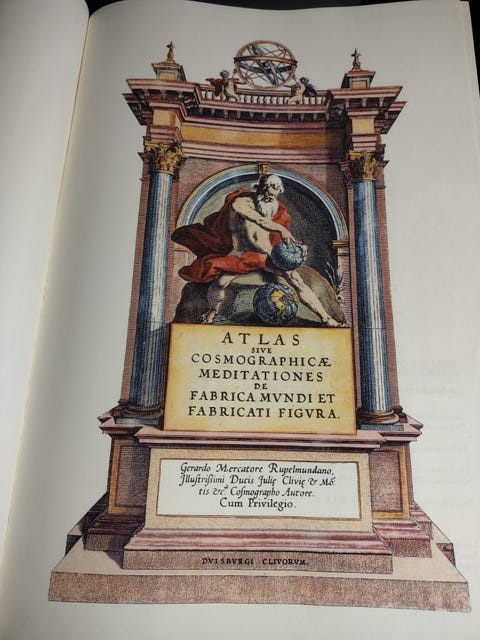 ATLAS
SIVE
COSMOGRAPHICÆ
MEDITATIONES
DE
FABRICA MVNDI ET
FABRICATI FIGVRA.
Gerardo Mercatore Rupelmundano,
Illustrissimi Ducis Julię Clivię & Mõ-
tis &c. Cosmographo Autore.
Cum Privilegio.
DVISBVRGI CLIVORVM.